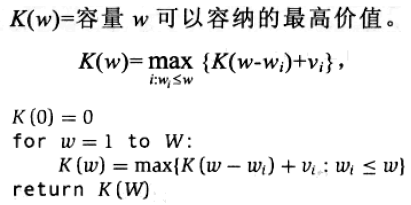 K(w)=容量 w 可以容纳的最高价值。
K(w)= max {K(w-wᵢ)+vᵢ},
i:wᵢ≤w
K(0) = 0
for w = 1 to W:
K(w) = max{K(w − wᵢ) + vᵢ : wᵢ ≤ w}
return K(W)